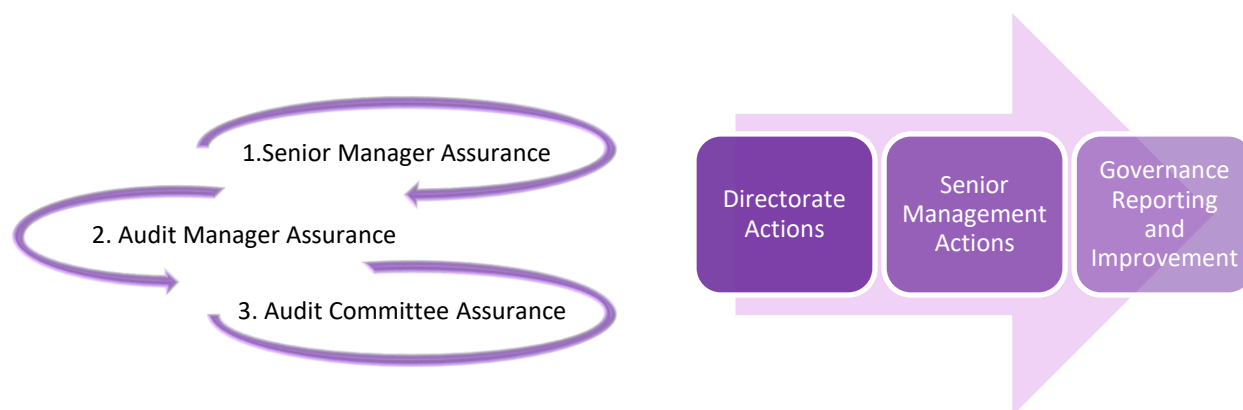 1.Senior Manager Assurance
2. Audit Manager Assurance
3. Audit Committee Assurance
Directorate
Actions
Senior
Management
Actions
Governance
Reporting
and
Improvement